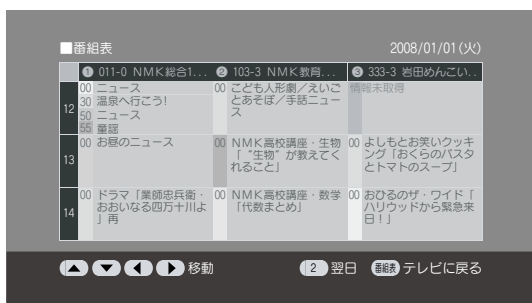 ■番組表
2008/01/01(火)
❶ 011-0 NMK総合1...
❷ 103-3 NMK教育...
❸ 333-3 岩田めんこい..
12
00 ニュース
30 温泉へ行こう!
50 ニュース
55 童謡
00 こども人形劇/えいご
とあそぼ/手話ニュー
ス
情報未取得
13
00 お昼のニュース
00 NMK高校講座・生物
「“生物”が教えてく
れること」
00 よしもとお笑いクッキ
ング「おくらのパスタ
とトマトのスープ」
14
00 ドラマ「業師忠兵衛・
おおいなる四万十川よ
」再
00 NMK高校講座・数学
「代数まとめ」
00 おひるのザ・ワイド「
ハリウッドから緊急来
日!」
移動
2 翌日
番組表 テレビに戻る